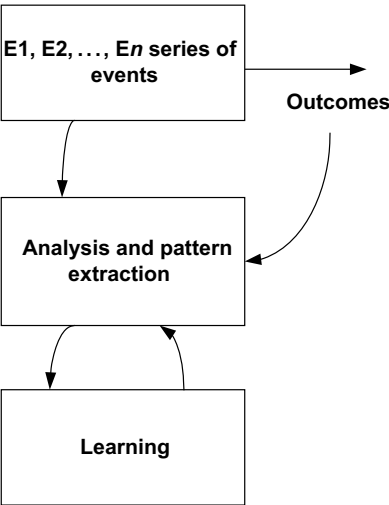 E1, E2, ..., En series of
events
Outcomes
Analysis and pattern
extraction
Learning